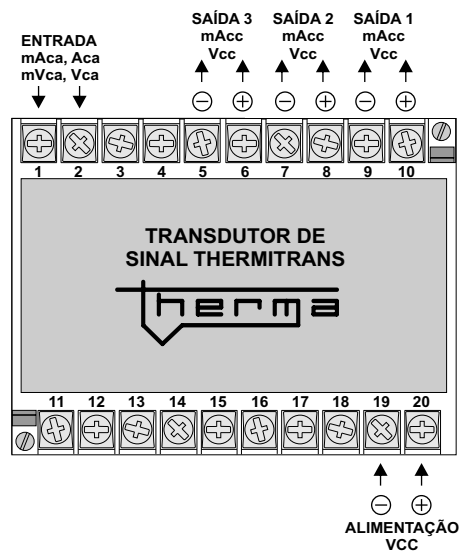 ENTRADA
mAca, Aca
mVca, Vca
SAÍDA 3
mAcc
Vcc
SAÍDA 2
mAcc
Vcc
SAÍDA 1
mAcc
Vcc
− + − + − +
1 2 3 4 5 6 7 8 9 10
TRANSDUTOR DE
SINAL THERMITRANS
therma
11 12 13 14 15 16 17 18 19 20
− +
ALIMENTAÇÃO
VCC